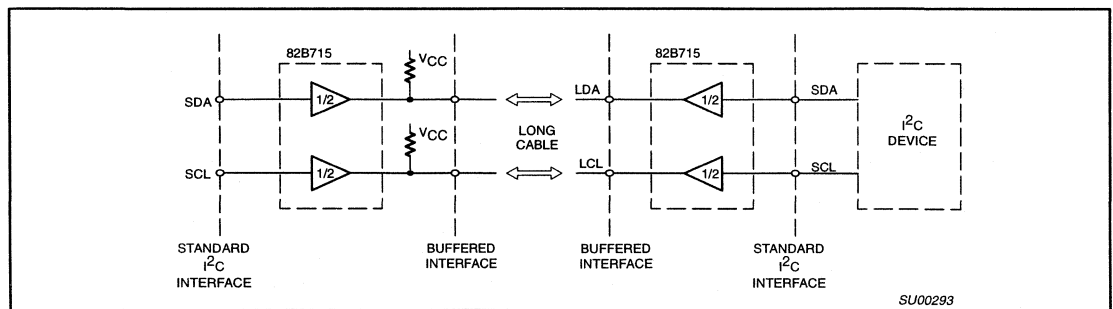 82B715
VCC
SDA
1/2
VCC
SCL
1/2
LONG
CABLE
LDA
LCL
82B715
1/2
1/2
SDA
SCL
I2C
DEVICE
STANDARD
I2C
INTERFACE
BUFFERED
INTERFACE
BUFFERED
INTERFACE
STANDARD
I2C
INTERFACE
SU00293